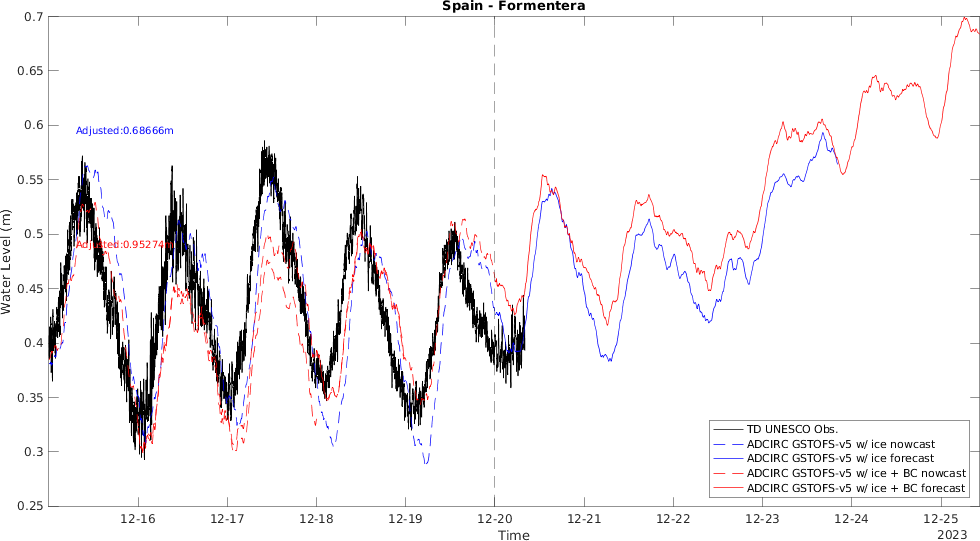 Spain - Formentera
0.7
0.65
0.6
0.55
0.5
0.45
0.4
0.35
0.3
0.25
Water Level (m)
Adjusted:0.68666m
Adjusted:0.95274m
TD UNESCO Obs.
ADCIRC GSTOFS-v5 w/ ice nowcast
ADCIRC GSTOFS-v5 w/ ice forecast
ADCIRC GSTOFS-v5 w/ ice + BC nowcast
ADCIRC GSTOFS-v5 w/ ice + BC forecast
12-16 12-17 12-18 12-19 12-20 12-21 12-22 12-23 12-24 12-25
Time
2023